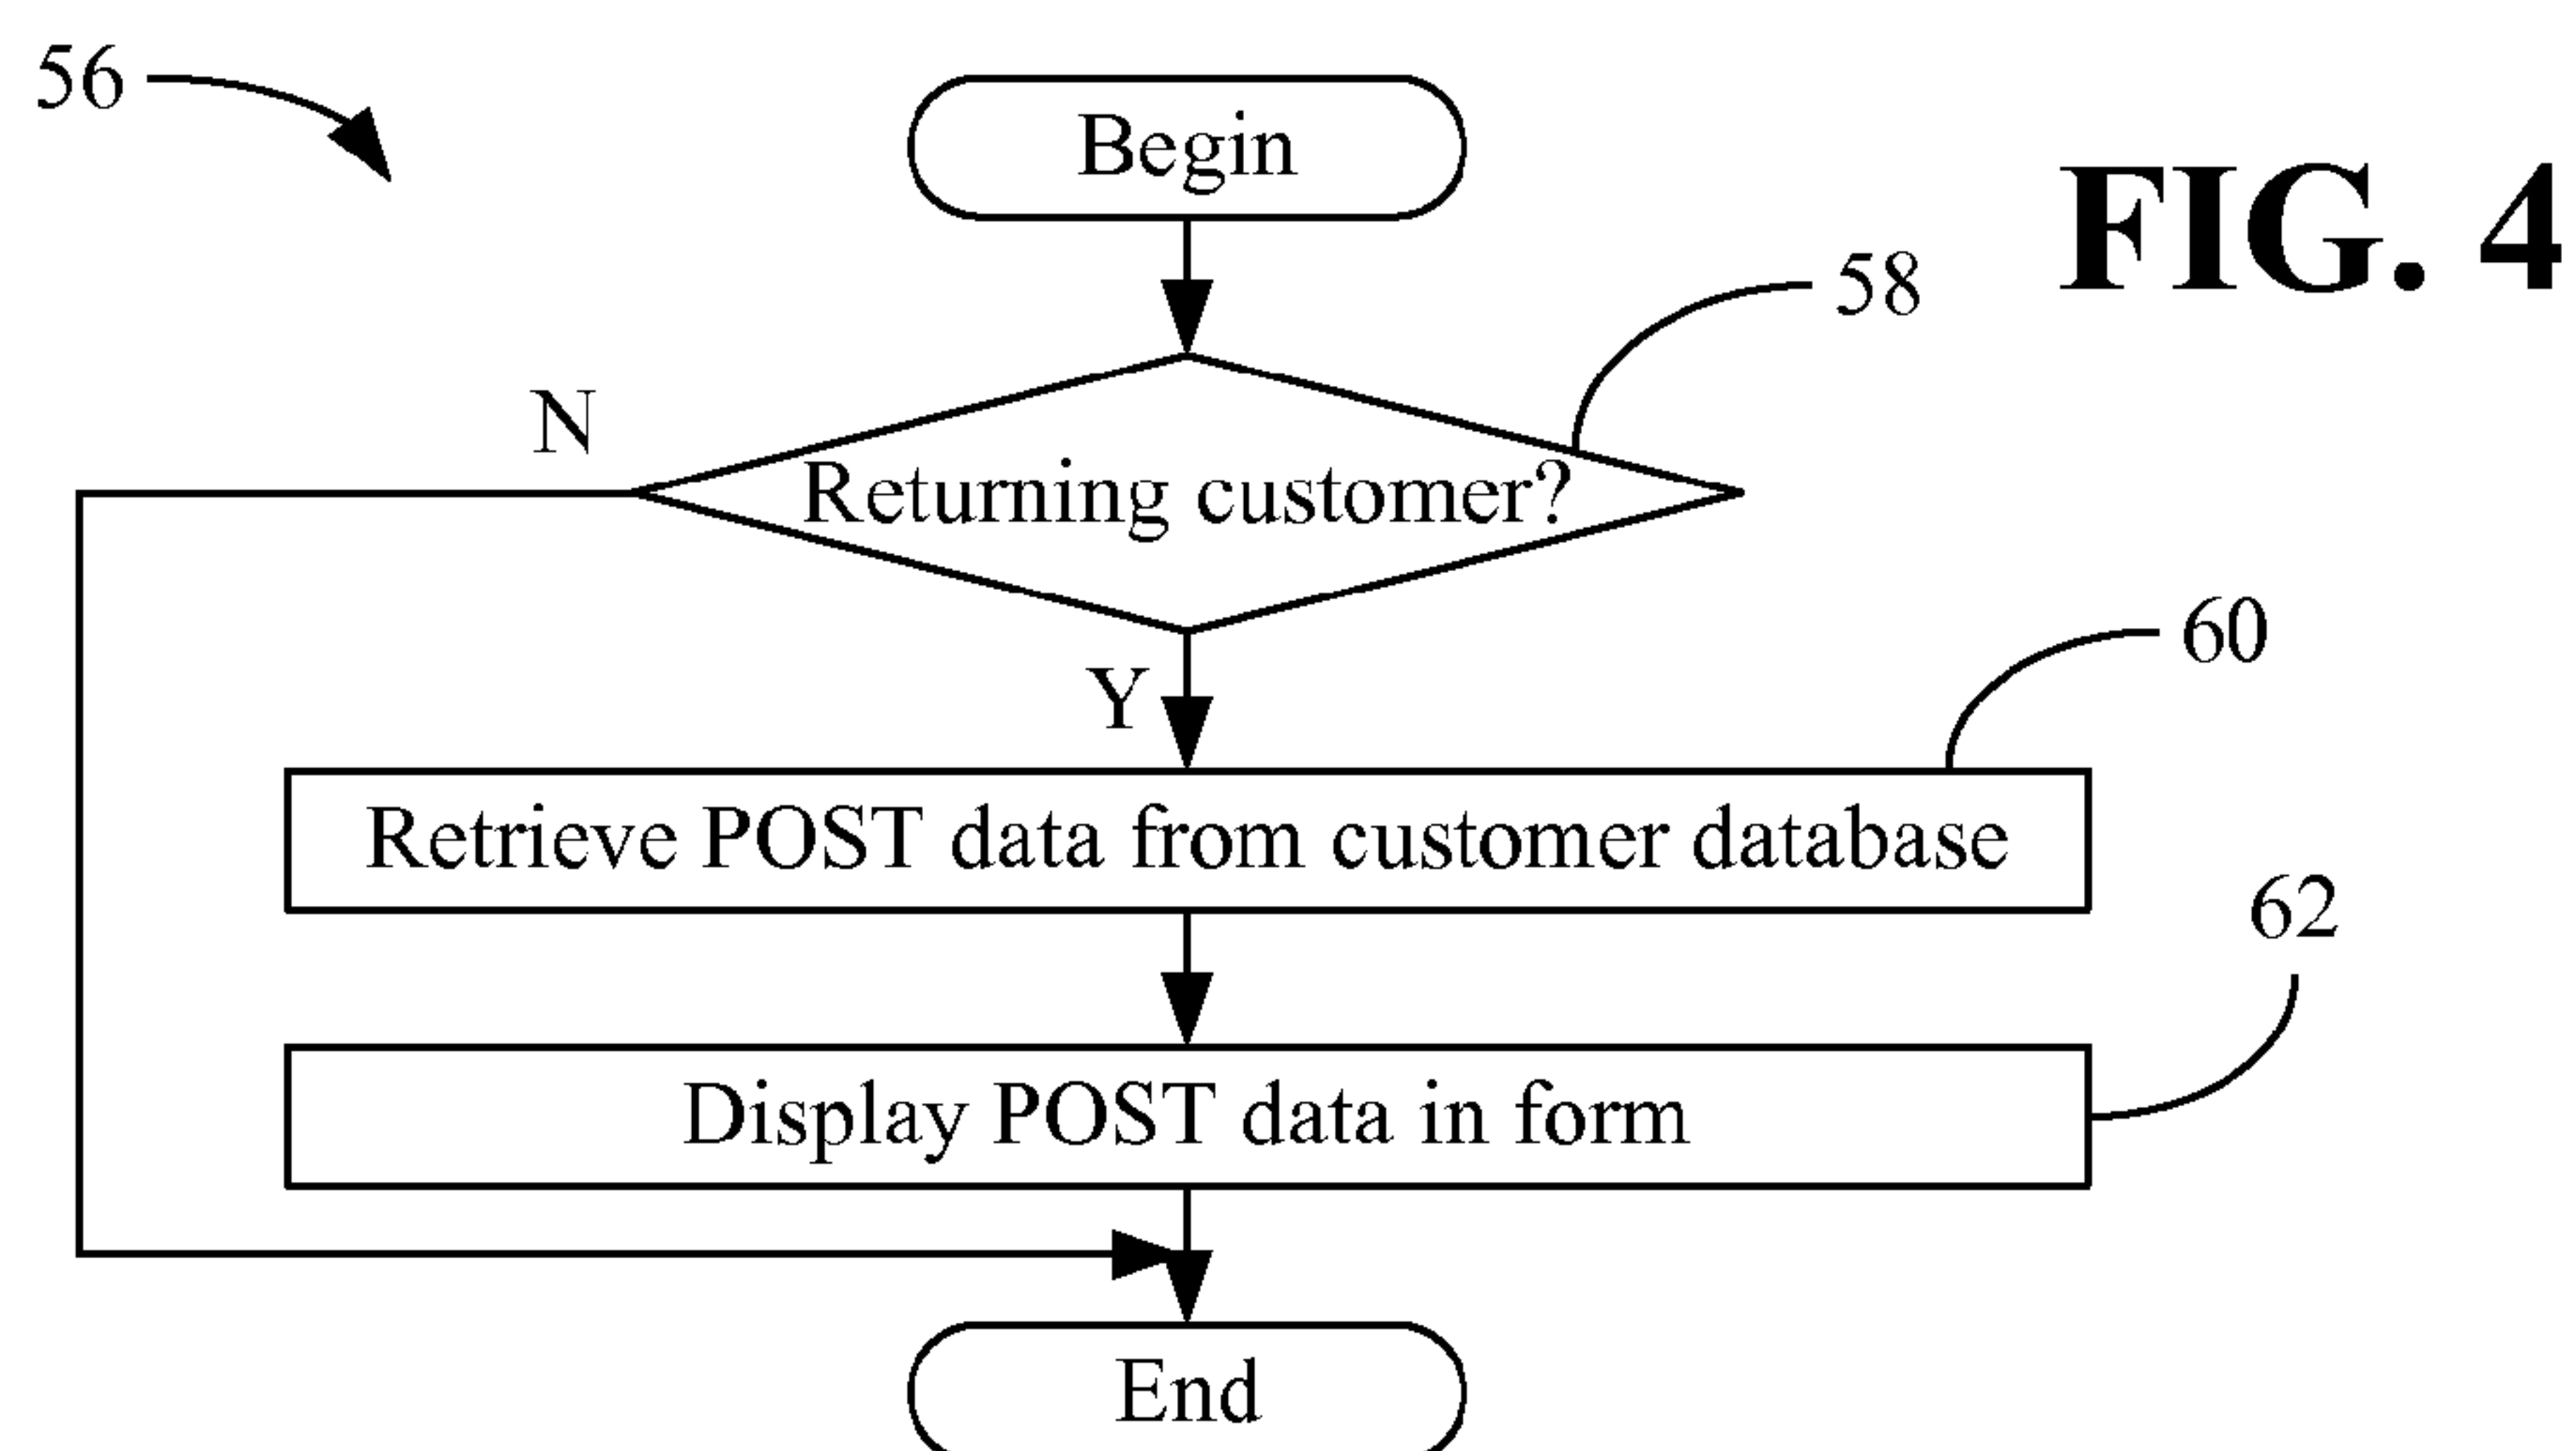 56
Begin
FIG. 4
58
N
Returning customer?
Y
60
Retrieve POST data from customer database
62
Display POST data in form
End